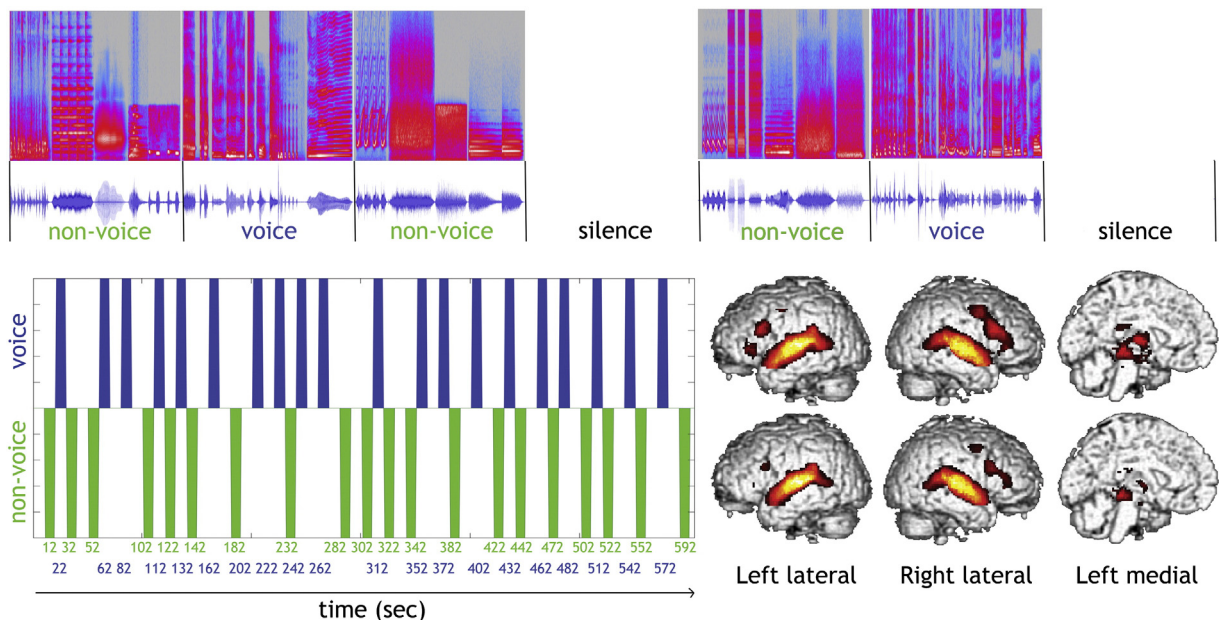 non-voice voice non-voice silence non-voice voice silence
voice
non-voice
12 32 52 102 122 142 182 232 282 302 322 342 382 422 442 472 502 522 552 592
22 62 82 112 132 162 202 222 242 262 312 352 372 402 432 462 482 512 542 572
time (sec)
Left lateral Right lateral Left medial